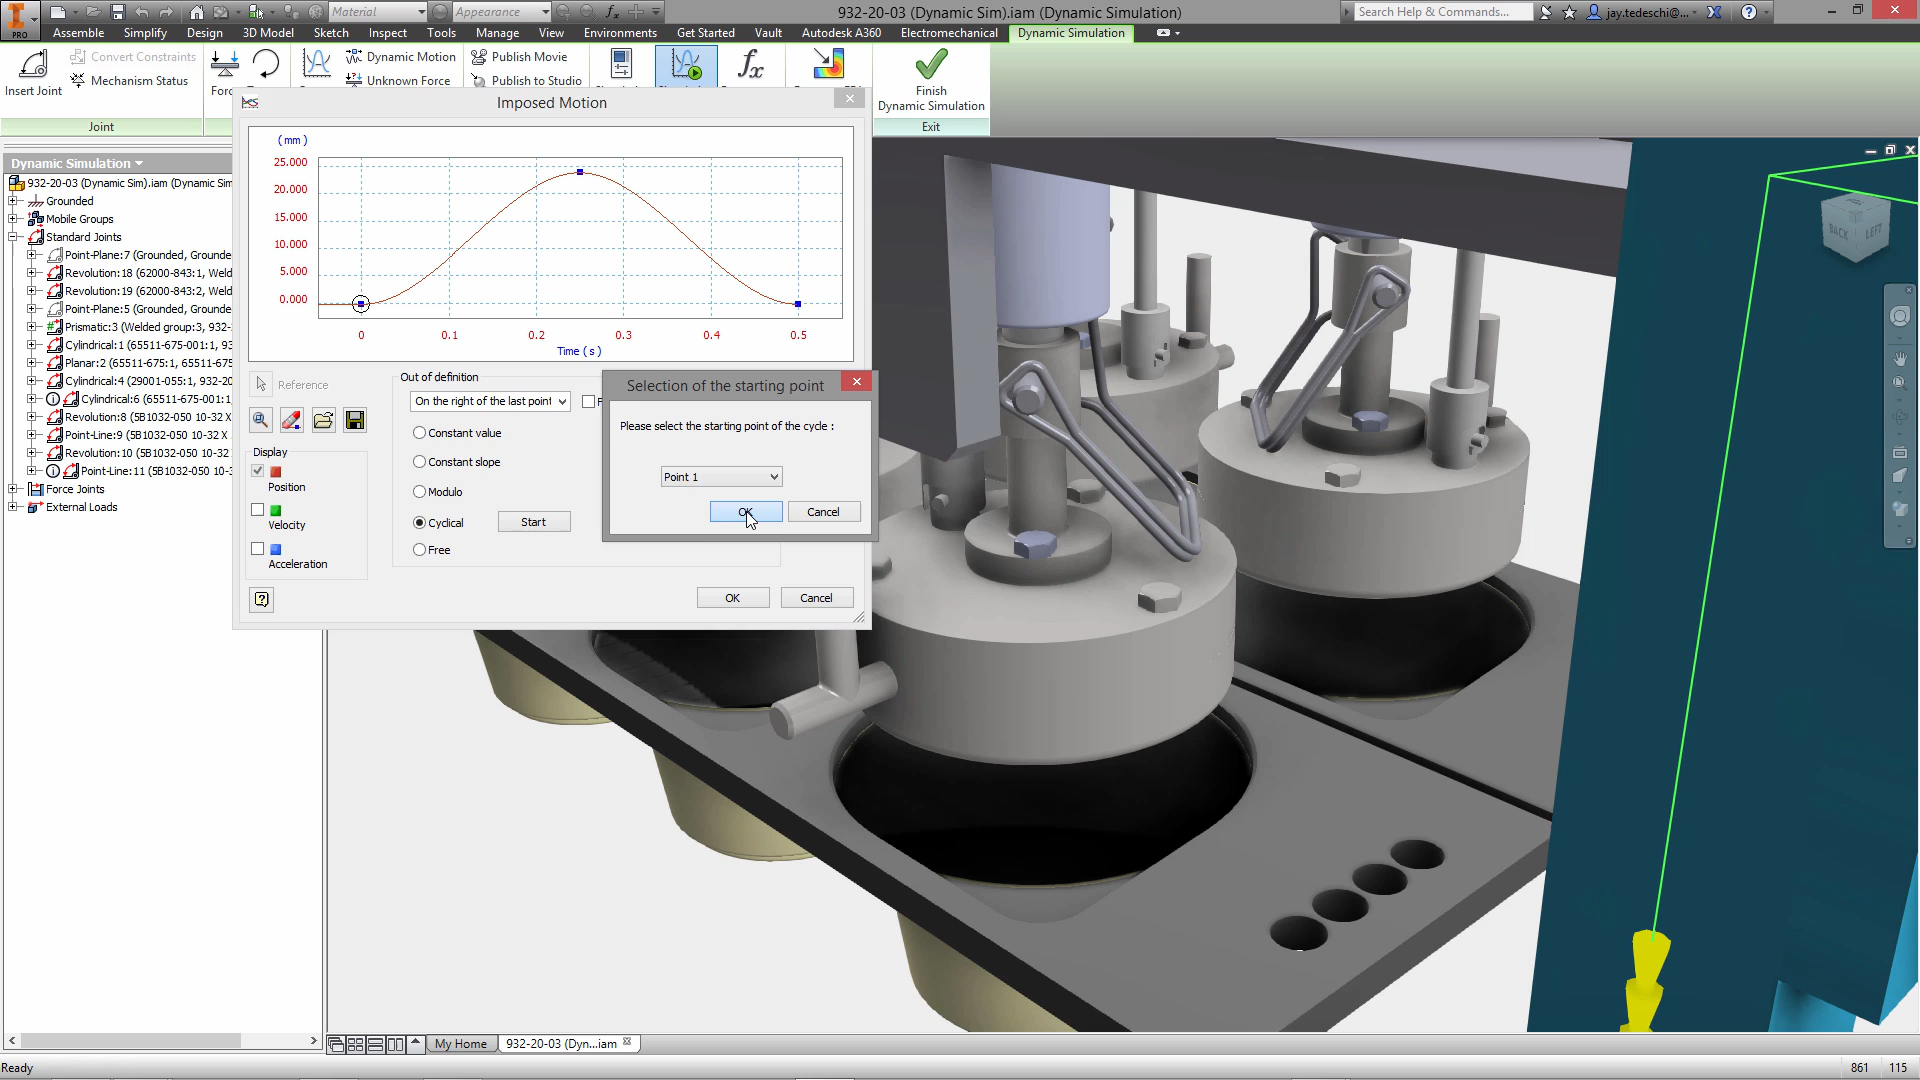 PRO
Material
Appearance
932-20-03 (Dynamic Sim).iam (Dynamic Simulation)
Search Help & Commands...
jay.tedeschi@...
Assemble Simplify Design 3D Model Sketch Inspect Tools Manage View Environments Get Started Vault Autodesk A360 Electromechanical Dynamic Simulation
Insert Joint
Convert Constraints
Mechanism Status
Joint
Dynamic Motion
Unknown Force
Publish Movie
Publish to Studio
fx
Finish
Dynamic Simulation
Exit
Dynamic Simulation
932-20-03 (Dynamic Sim).iam (Dynamic Sim
Grounded
Mobile Groups
Standard Joints
Point-Plane:7 (Grounded, Grounde
Revolution:18 (62000-843:1, Weld
Revolution:19 (62000-843:2, Weld
Point-Plane:5 (Grounded, Grounde
Prismatic:3 (Welded group:3, 932-
Cylindrical:1 (65511-675-001:1, 93
Planar:2 (65511-675:1, 65511-675
Cylindrical:4 (29001-055:1, 932-20
Cylindrical:6 (65511-675-001:1,
Revolution:8 (5B1032-050 10-32 X
Point-Line:9 (5B1032-050 10-32 X
Revolution:10 (5B1032-050 10-32
Point-Line:11 (5B1032-050 10-3
Force Joints
External Loads
Imposed Motion
( mm )
25.000
20.000
15.000
10.000
5.000
0.000
0 0.1 0.2 0.3 0.4 0.5
Time ( s )
Reference
Display
Position
Velocity
Acceleration
Out of definition
On the right of the last point
Constant value
Constant slope
Modulo
Cyclical
Start
Free
OK
Cancel
Selection of the starting point
Please select the starting point of the cycle :
Point 1
OK
Cancel
BACK
LEFT
My Home
932-20-03 (Dyn...iam
Ready
861 115